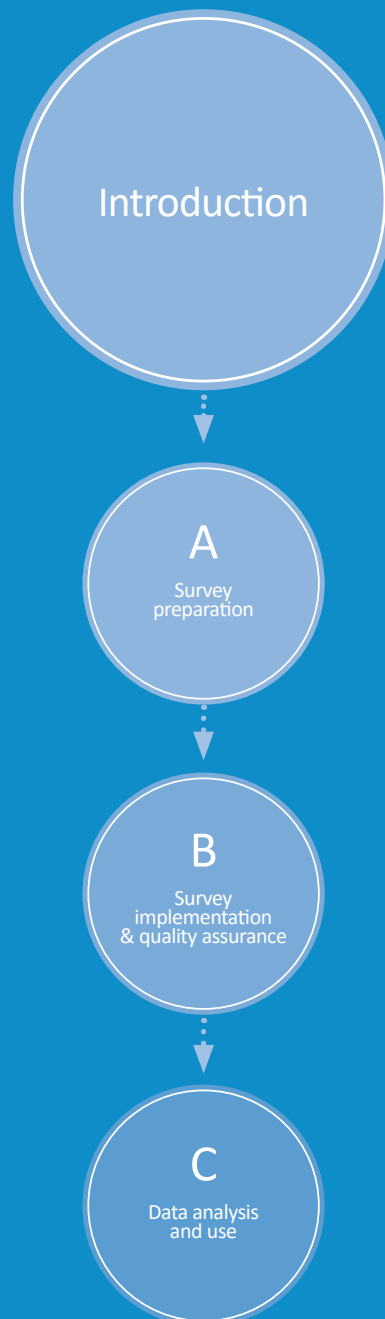 Introduction
A
Survey
preparation
B
Survey
implementation
& quality assurance
C
Data analysis
and use